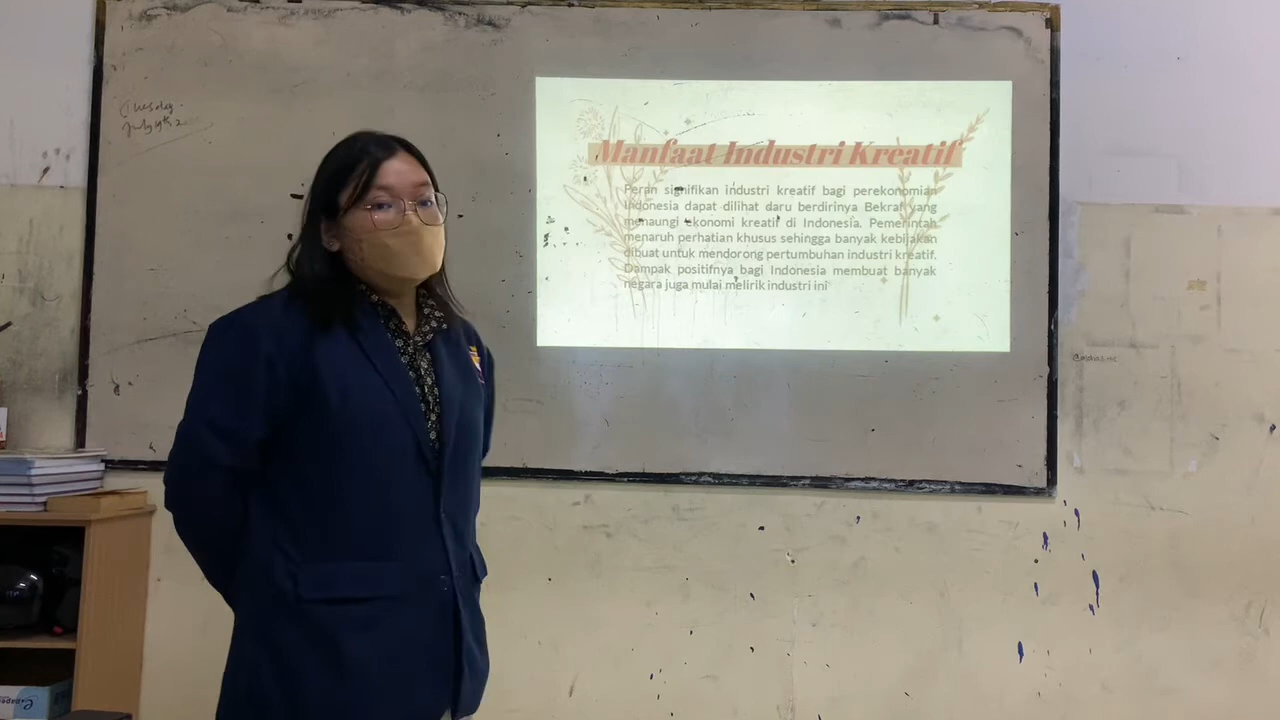 Tuesday
Manfaat Industri Kreatif
Peran signifikan industri kreatif bagi perekonomian
Indonesia dapat dilihat daru berdirinya Bekraf yang
menaungi ekonomi kreatif di Indonesia. Pemerintah
menaruh perhatian khusus sehingga banyak kebijakan
dibuat untuk mendorong pertumbuhan industri kreatif.
Dampak positifnya bagi Indonesia membuat banyak
negara juga mulai melirik industri ini